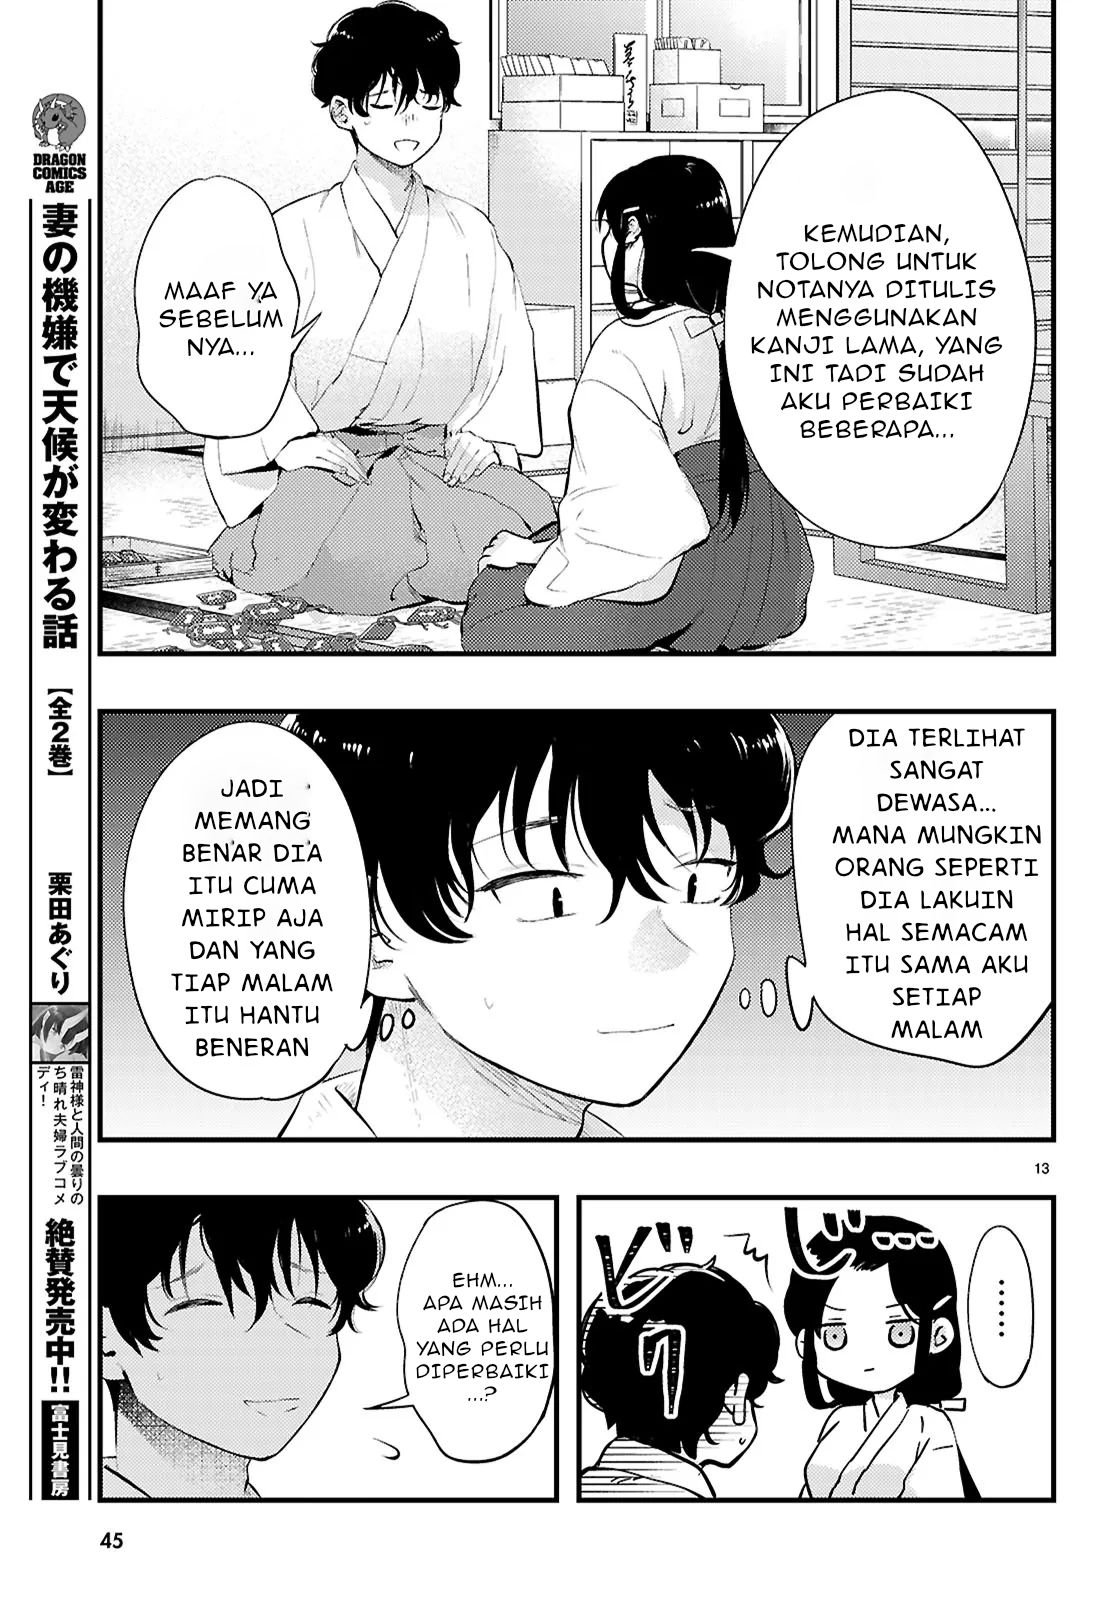 KEMUDIAN,
TOLONG UNTUK
NOTANYA DITULIS
MENGGUNAKAN
KANJI LAMA, YANG
INI TADI SUDAH
AKU PERBAIKI
BEBERAPA...
MAAF YA
SEBELUM
NYA...
DIA TERLIHAT
SANGAT
DEWASA...
MANA MUNGKIN
ORANG SEPERTI
DIA LAKUIN
HAL SEMACAM
ITU SAMA AKU
SETIAP
MALAM
JADI
MEMANG
BENAR DIA
ITU CUMA
MIRIP AJA
DAN YANG
TIAP MALAM
ITU HANTU
BENERAN
13
………
じー
ビクッ
EHM...
APA MASIH
ADA HAL
YANG PERLU
DIPERBAIKI
...?
45
DRAGON
COMICS
AGE
妻の機嫌で天候が変わる話
【全2巻】
栗田あぐり
雷神様と人間の曇りの
ち晴れ夫婦ラブコメ
ディ！
絶賛発売中!!
富士見書房